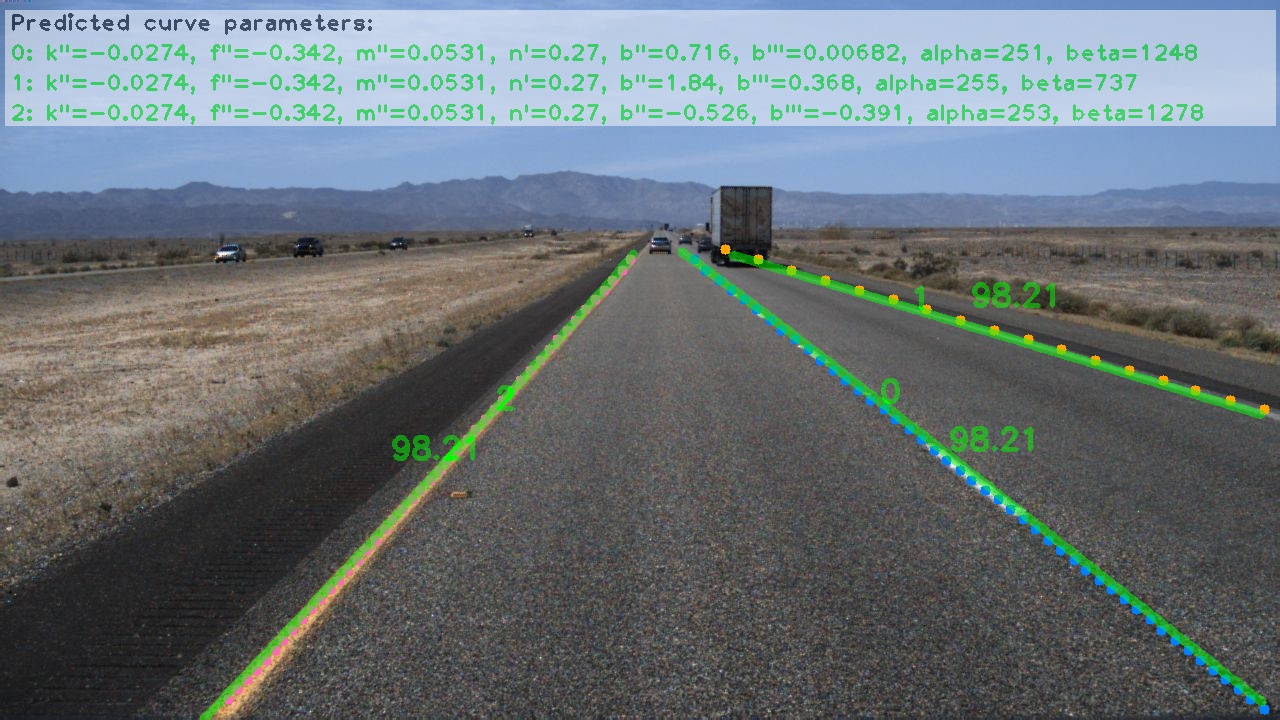 Predicted curve parameters:
0: k''=-0.0274, f''=-0.342, m''=0.0531, n'=0.27, b''=0.716, b'''=0.00682, alpha=251, beta=1248
1: k''=-0.0274, f''=-0.342, m''=0.0531, n'=0.27, b''=1.84, b'''=0.368, alpha=255, beta=737
2: k''=-0.0274, f''=-0.342, m''=0.0531, n'=0.27, b''=-0.526, b'''=-0.391, alpha=253, beta=1278
1 98.21
0
2
98.21
98.21